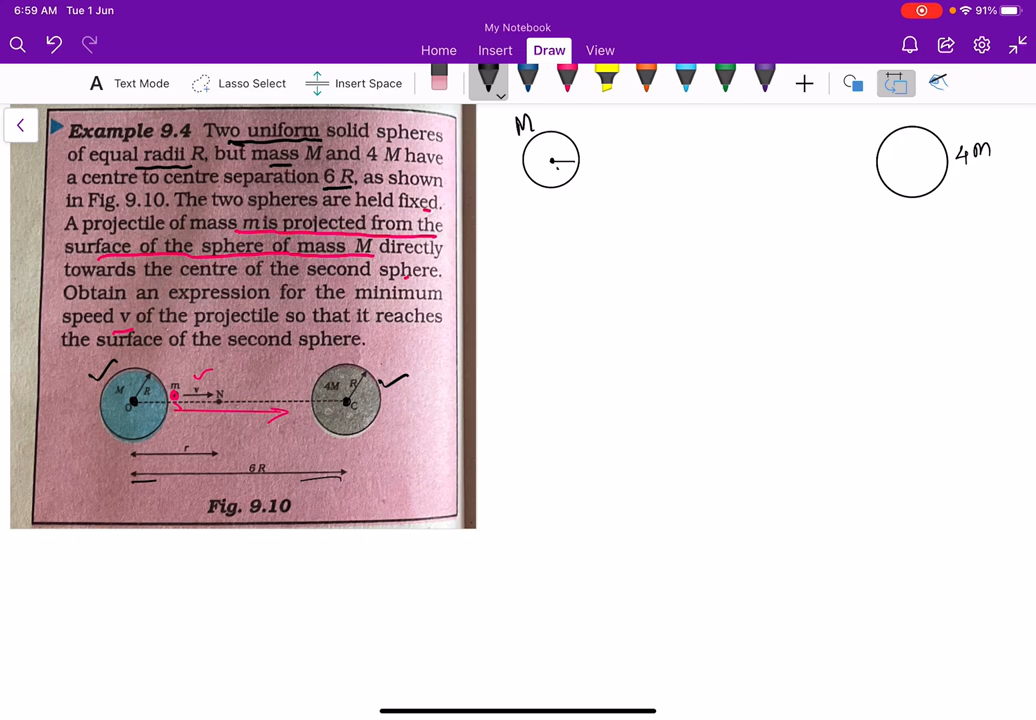 6:59 AM Tue 1 Jun
91%
My Notebook
Home Insert Draw View
A Text Mode Lasso Select Insert Space
Example 9.4 Two uniform solid spheres
of equal radii R, but mass M and 4 M have
a centre to centre separation 6 R, as shown
in Fig. 9.10. The two spheres are held fixed.
A projectile of mass m is projected from the
surface of the sphere of mass M directly
towards the centre of the second sphere.
Obtain an expression for the minimum
speed v of the projectile so that it reaches
the surface of the second sphere.
M R O m v N 4M R C
r
6 R
Fig. 9.10
M
4M